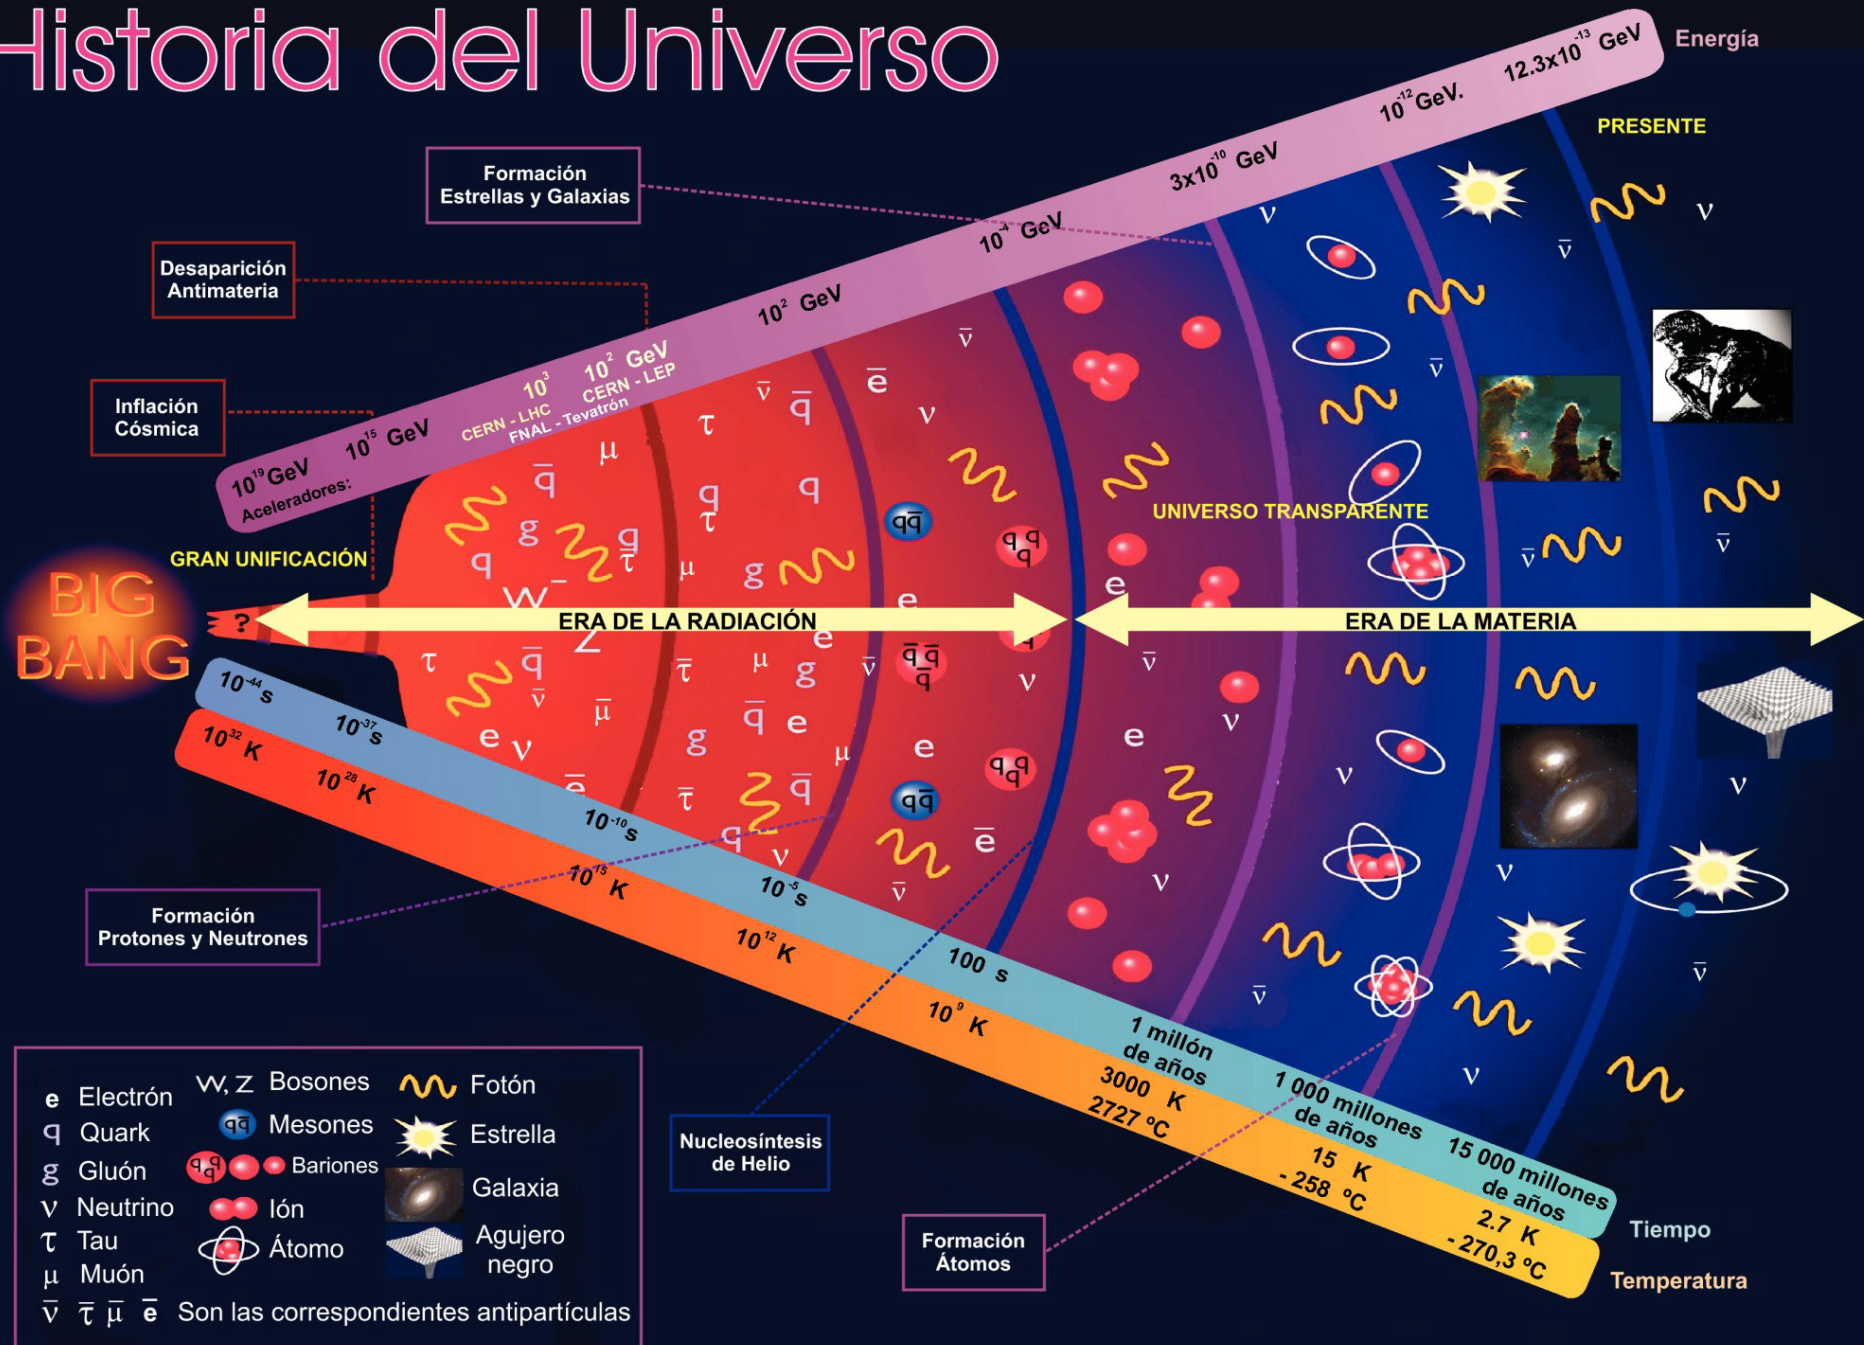 Historia del Universo
Energía
12.3x10⁻¹³ GeV
10⁻¹² GeV.
3x10⁻¹⁰ GeV
10⁻⁴ GeV
10² GeV
10² GeV
CERN - LEP
10³
CERN - LHC
FNAL - Tevatrón
10¹⁵ GeV
10¹⁹ GeV
Aceleradores:
PRESENTE
Formación
Estrellas y Galaxias
Desaparición
Antimateria
Inflación
Cósmica
GRAN UNIFICACIÓN
UNIVERSO TRANSPARENTE
BIG
BANG
?
ERA DE LA RADIACIÓN
ERA DE LA MATERIA
ν
ν̅
ν
ν̅
ν̅
ν̅
e̅
ν
ν̅
q̅
τ
μ
q̅
q
q
τ
g
q
τ̅
q
qq̅
q q
q
μ
g
W⁻
e
e
ν̅
ν̅
Z
e
τ
q̅
τ̅
μ
g
ν̅
q̅ q̅
q̅
q
ν
ν̅
ν̅
μ̅
q̅
e
ν
e
ν
g
μ
e
e
ν
ν
e̅
τ̅
q̅
qq̅
q q
q
q
ν
e̅
ν̅
ν
ν
ν̅
ν̅
ν
10⁻⁴⁴ s
10⁻³⁷ s
10⁻¹⁰ s
10⁻⁵ s
100 s
1 millón
de años
1 000 millones
de años
15 000 millones
de años
Tiempo
10³² K
10²⁸ K
10¹⁵ K
10¹² K
10⁹ K
3000 K
2727 ºC
15 K
- 258 ºC
2.7 K
- 270,3 ºC
Temperatura
Formación
Protones y Neutrones
Nucleosíntesis
de Helio
Formación
Átomos
e Electrón
q Quark
g Gluón
ν Neutrino
τ Tau
μ Muón
W, Z Bosones
qq̅ Mesones
q q q Bariones
Ión
Átomo
Fotón
Estrella
Galaxia
Agujero
negro
ν̅ τ̅ μ̅ e̅ Son las correspondientes antipartículas